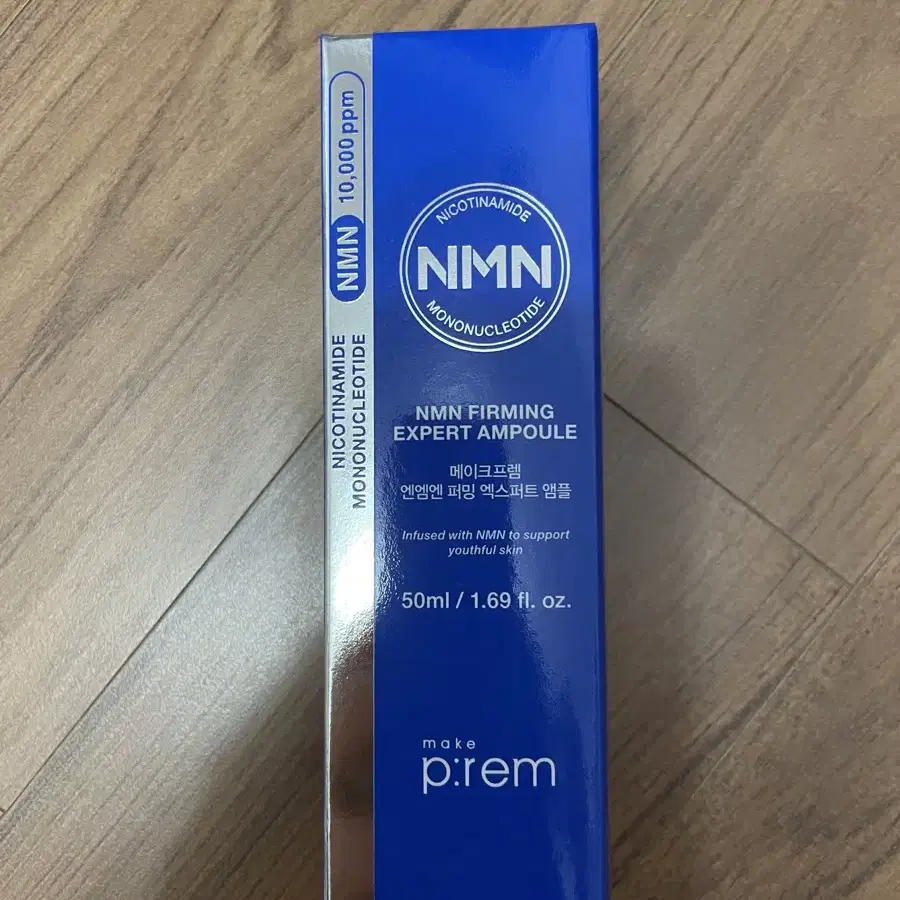 NMN 10,000 ppm
NICOTINAMIDE
MONONUCLEOTIDE
NICOTINAMIDE
NMN
MONONUCLEOTIDE
NMN FIRMING
EXPERT AMPOULE
메이크프렘
엔엠엔 퍼밍 엑스퍼트 앰플
Infused with NMN to support
youthful skin
50ml / 1.69 fl. oz.
make
p:rem